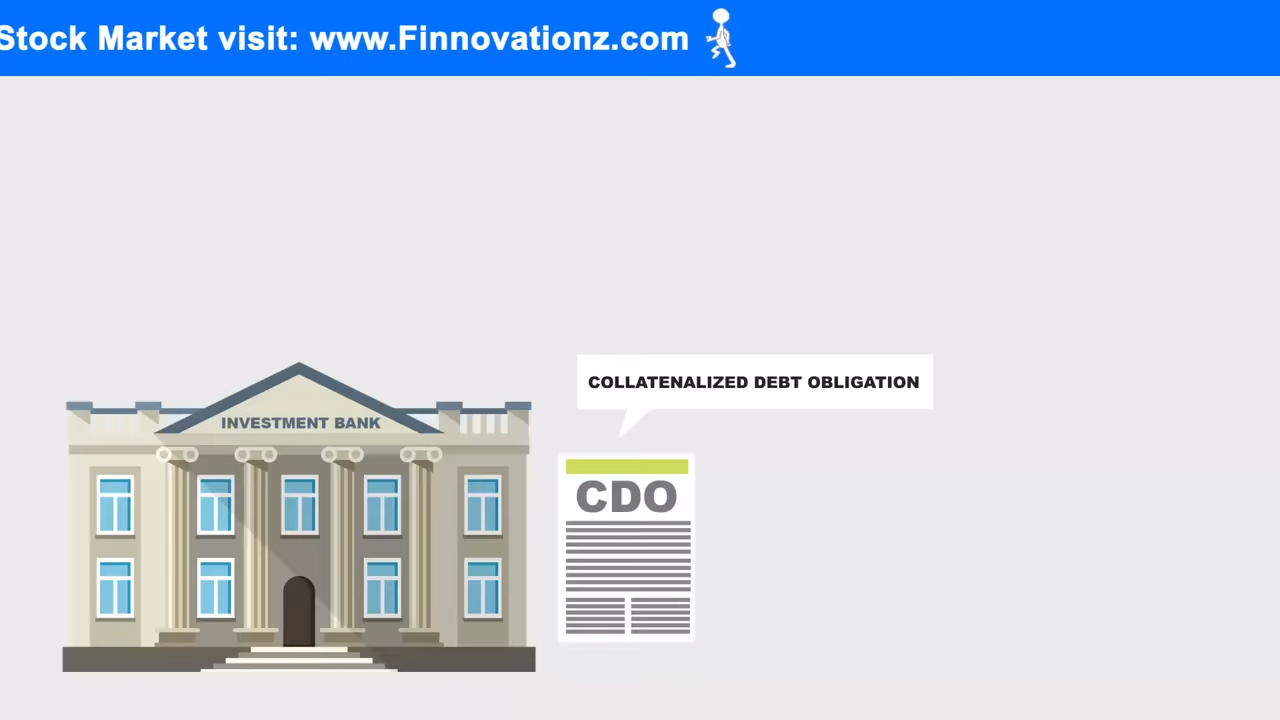 Stock Market visit: www.Finnovationz.com
COLLATENALIZED DEBT OBLIGATION
INVESTMENT BANK
CDO